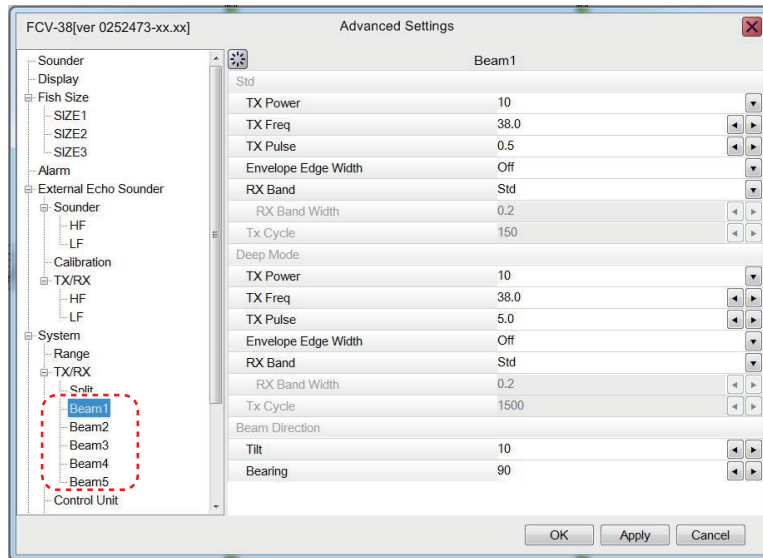 FCV-38[ver 0252473-xx.xx]
Advanced Settings
Sounder
Display
Fish Size
SIZE1
SIZE2
SIZE3
Alarm
External Echo Sounder
Sounder
HF
LF
Calibration
TX/RX
HF
LF
System
Range
TX/RX
Split
Beam1
Beam2
Beam3
Beam4
Beam5
Control Unit
Beam1
Std
TX Power 10
TX Freq 38.0
TX Pulse 0.5
Envelope Edge Width Off
RX Band Std
RX Band Width 0.2
Tx Cycle 150
Deep Mode
TX Power 10
TX Freq 38.0
TX Pulse 5.0
Envelope Edge Width Off
RX Band Std
RX Band Width 0.2
Tx Cycle 1500
Beam Direction
Tilt 10
Bearing 90
OK Apply Cancel